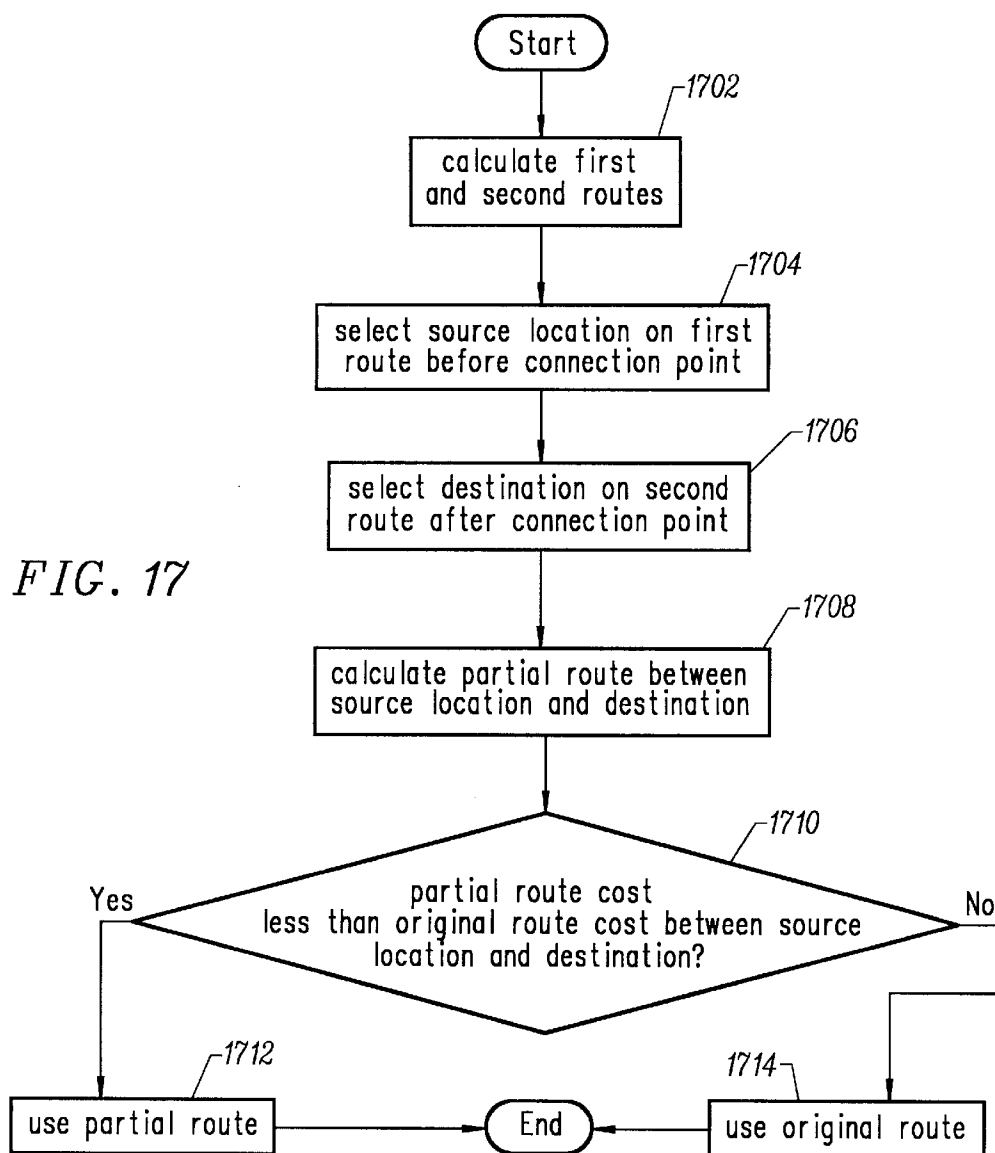 Start
1702
calculate first
and second routes
1704
select source location on first
route before connection point
1706
select destination on second
route after connection point
FIG. 17
1708
calculate partial route between
source location and destination
1710
Yes
partial route cost
less than original route cost between source
location and destination?
No
1712
use partial route
End
1714
use original route